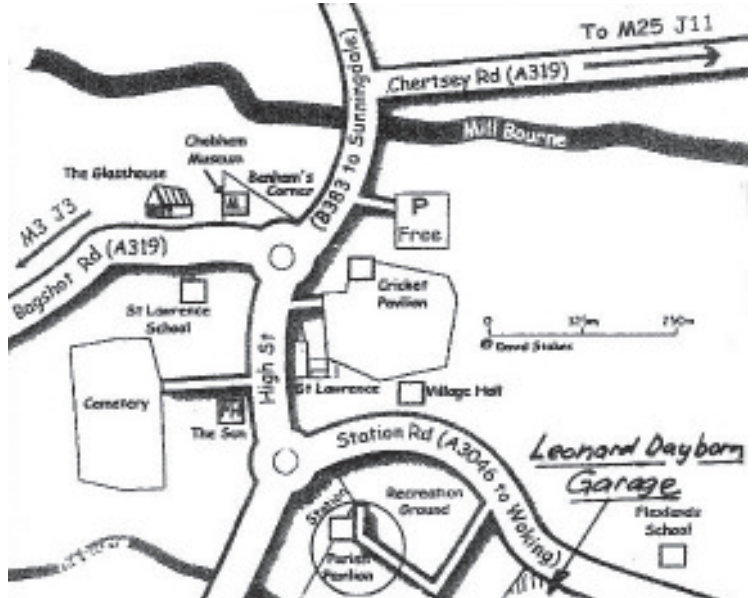 To M25 J11
Chertsey Rd (A319)
(B383 to Sunningdale)
Mill Bourne
Chobham
Museum
The Glasshouse
Benham's
Corner
M
P
Free
M3 J3
Bagshot Rd (A319)
Cricket
Pavilion
St Lawrence
School
High St
0 125m 250m
© David Stokes
St Lawrence
Village Hall
Cemetery
PH
The Sun
Station Rd (A3046 to Woking)
Leonard Dayborn
Garage
Flexlands
School
Recreation
Ground
Station
Parish
Pavilion